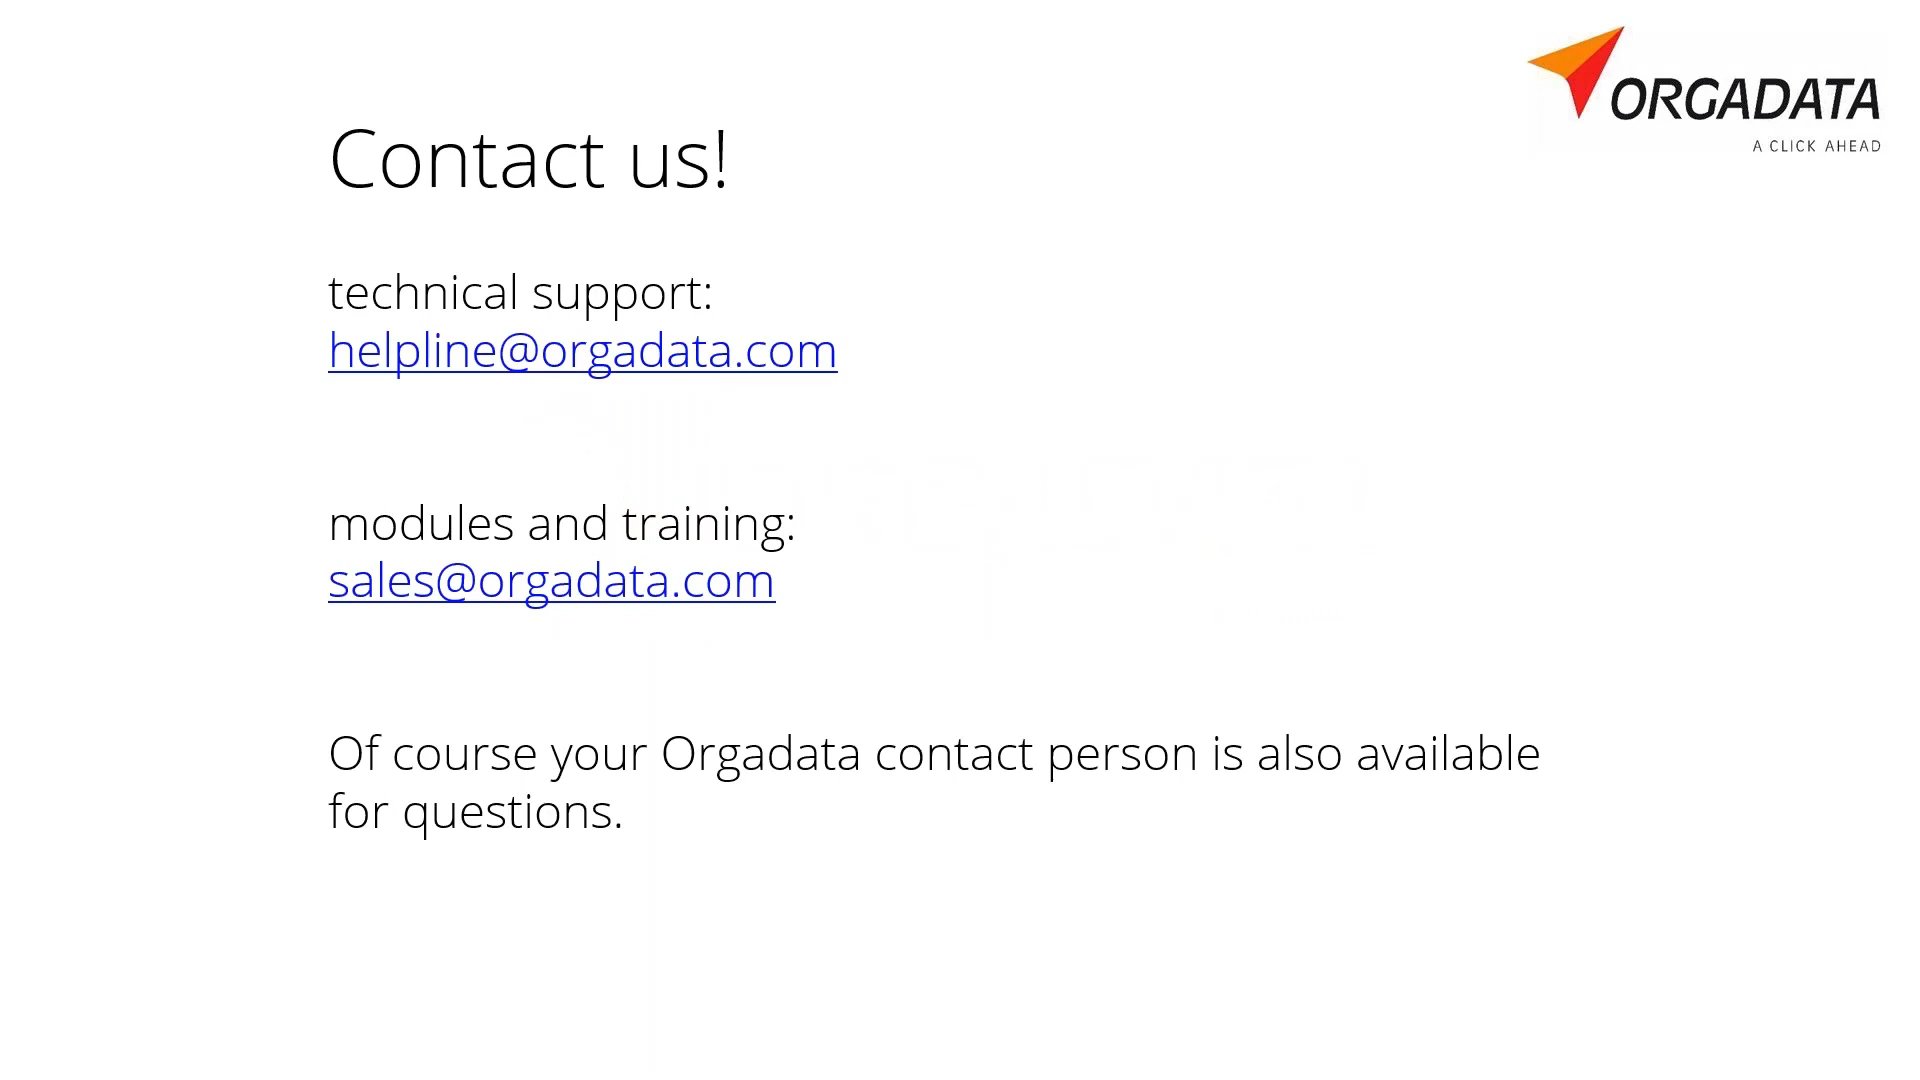 ORGADATA
A CLICK AHEAD
Contact us!
technical support:
helpline@orgadata.com
modules and training:
sales@orgadata.com
Of course your Orgadata contact person is also available
for questions.